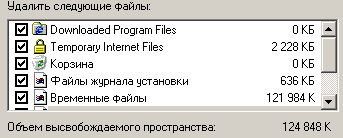 Удалить следующие файлы:
Downloaded Program Files 0 КБ
Temporary Internet Files 2 228 КБ
Корзина 0 КБ
Файлы журнала установки 636 КБ
Временные файлы 121 984 К
Объем высвобождаемого пространства: 124 848 К